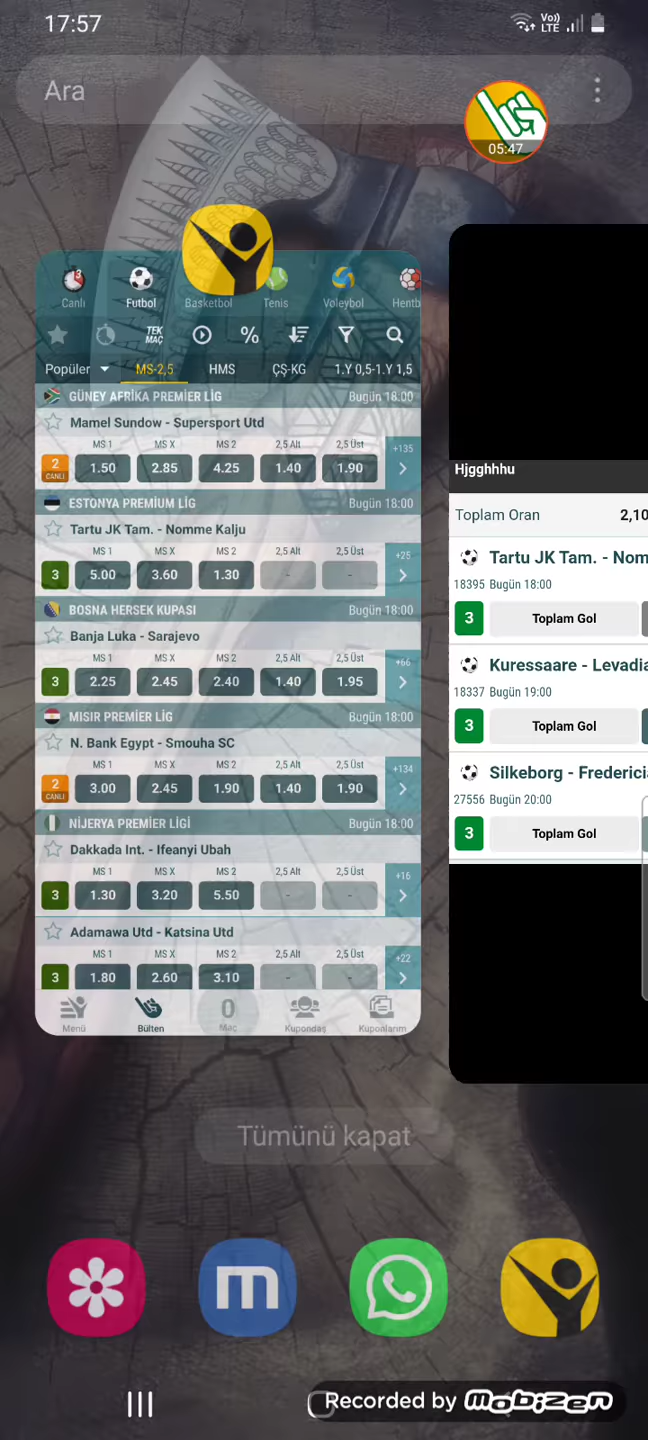 17:57
Vo))
LTE
Ara
05:47
3
Canlı Futbol Basketbol Tenis Voleybol Hentb
TEK
MAÇ
%
Popüler MS-2,5 HMS ÇŞ-KG 1.Y 0,5-1.Y 1,5
GÜNEY AFRİKA PREMİER LİG Bugün 18:00
Mamel Sundow - Supersport Utd
MS 1 MS X MS 2 2,5 Alt 2,5 Üst +135
2 CANLI 1.50 2.85 4.25 1.40 1.90
ESTONYA PREMIUM LİG Bugün 18:00
Tartu JK Tam. - Nomme Kalju
MS 1 MS X MS 2 2,5 Alt 2,5 Üst +25
3 5.00 3.60 1.30 - -
BOSNA HERSEK KUPASI Bugün 18:00
Banja Luka - Sarajevo
MS 1 MS X MS 2 2,5 Alt 2,5 Üst +66
3 2.25 2.45 2.40 1.40 1.95
MISIR PREMİER LİG Bugün 18:00
N. Bank Egypt - Smouha SC
MS 1 MS X MS 2 2,5 Alt 2,5 Üst +134
2 CANLI 3.00 2.45 1.90 1.40 1.90
NİJERYA PREMİER LİGİ Bugün 18:00
Dakkada Int. - Ifeanyi Ubah
MS 1 MS X MS 2 2,5 Alt 2,5 Üst +16
3 1.30 3.20 5.50 - -
Adamawa Utd - Katsina Utd
MS 1 MS X MS 2 2,5 Alt 2,5 Üst +22
3 1.80 2.60 3.10 - -
0
Menü Bülten Maç Kupondaş Kuponlarım
Hjgghhhu
Toplam Oran 2,10
Tartu JK Tam. - Nom
18395 Bugün 18:00
3 Toplam Gol
Kuressaare - Levadia
18337 Bugün 19:00
3 Toplam Gol
Silkeborg - Fredericia
27556 Bugün 20:00
3 Toplam Gol
Tümünü kapat
m
Recorded by mobizen